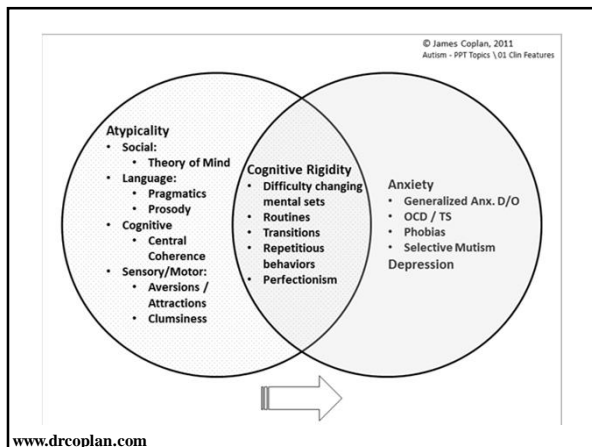 © James Coplan, 2011
Autism - PPT Topics \ 01 Clin Features
Atypicality
• Social:
• Theory of Mind
• Language:
• Pragmatics
• Prosody
• Cognitive
• Central
Coherence
• Sensory/Motor:
• Aversions /
Attractions
• Clumsiness
Cognitive Rigidity
• Difficulty changing
mental sets
• Routines
• Transitions
• Repetitious
behaviors
• Perfectionism
Anxiety
• Generalized Anx. D/O
• OCD / TS
• Phobias
• Selective Mutism
Depression
www.drcoplan.com